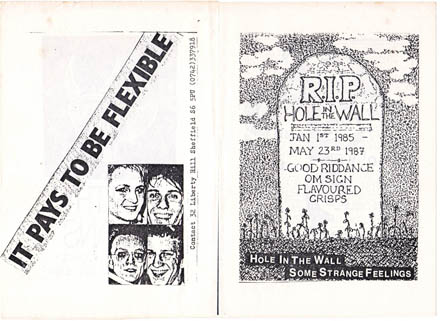 IT PAYS TO BE FLEXIBLE
Contact 32 Liberty Hill Sheffield S6 5PU (0742)337918
R.I.P
HOLE IN THE WALL
JAN 1ST 1985 -
MAY 23RD 1987
GOOD RIDDANCE
OM SIGN
FLAVOURED
CRISPS
HOLE IN THE WALL
SOME STRANGE FEELINGS